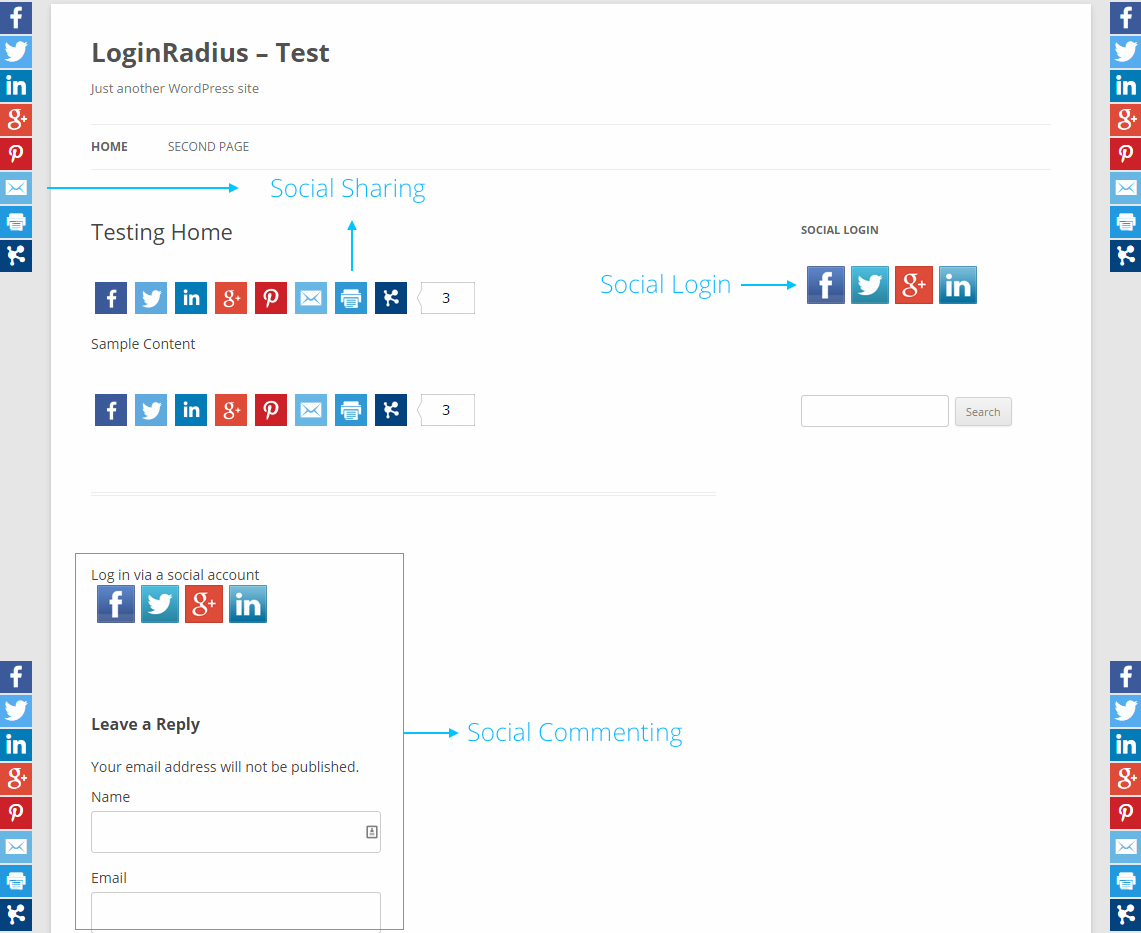 LoginRadius – Test
Just another WordPress site
HOME SECOND PAGE
Social Sharing
Testing Home
SOCIAL LOGIN
Social Login
3
Sample Content
3
Search
Log in via a social account
Leave a Reply
Social Commenting
Your email address will not be published.
Name
Email